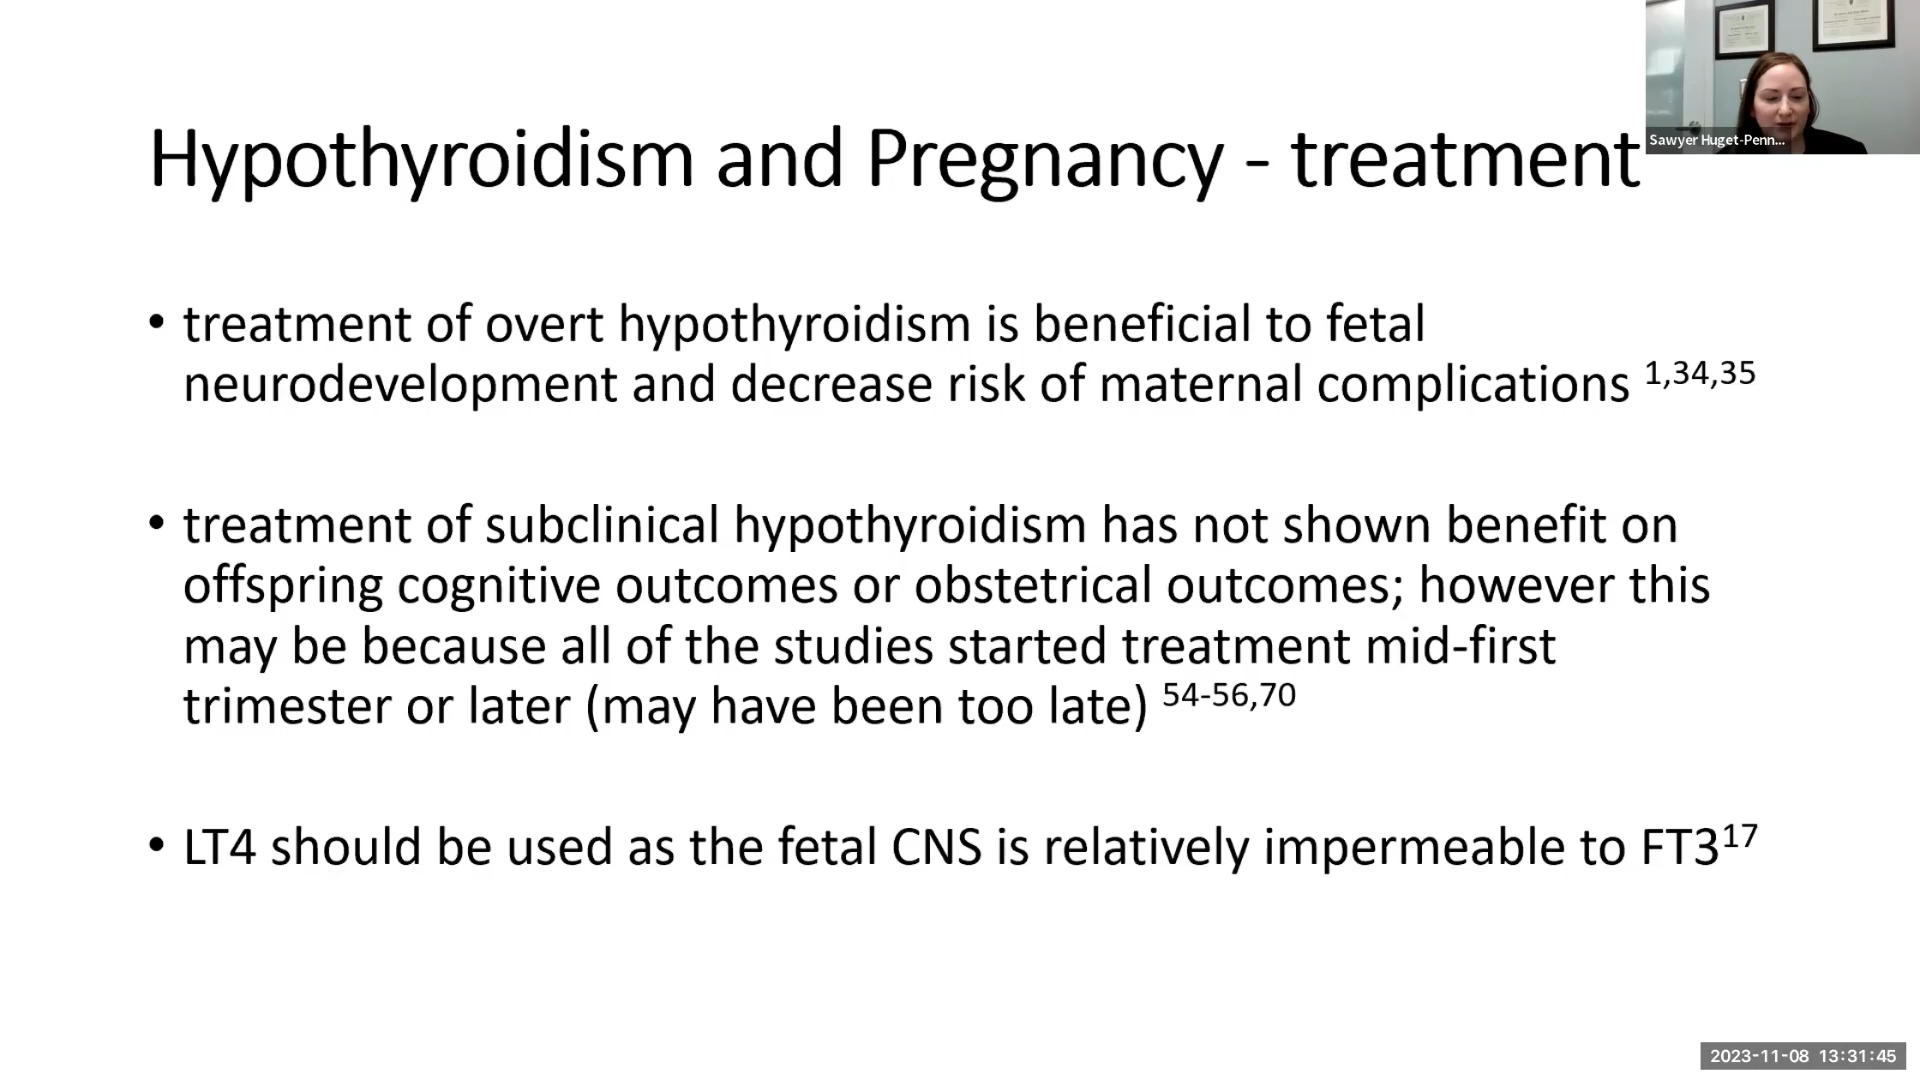 Sawyer Huget-Penn...
Hypothyroidism and Pregnancy - treatment
• treatment of overt hypothyroidism is beneficial to fetal
neurodevelopment and decrease risk of maternal complications 1,34,35
• treatment of subclinical hypothyroidism has not shown benefit on
offspring cognitive outcomes or obstetrical outcomes; however this
may be because all of the studies started treatment mid-first
trimester or later (may have been too late) 54-56,70
• LT4 should be used as the fetal CNS is relatively impermeable to FT317
2023-11-08 13:31:45